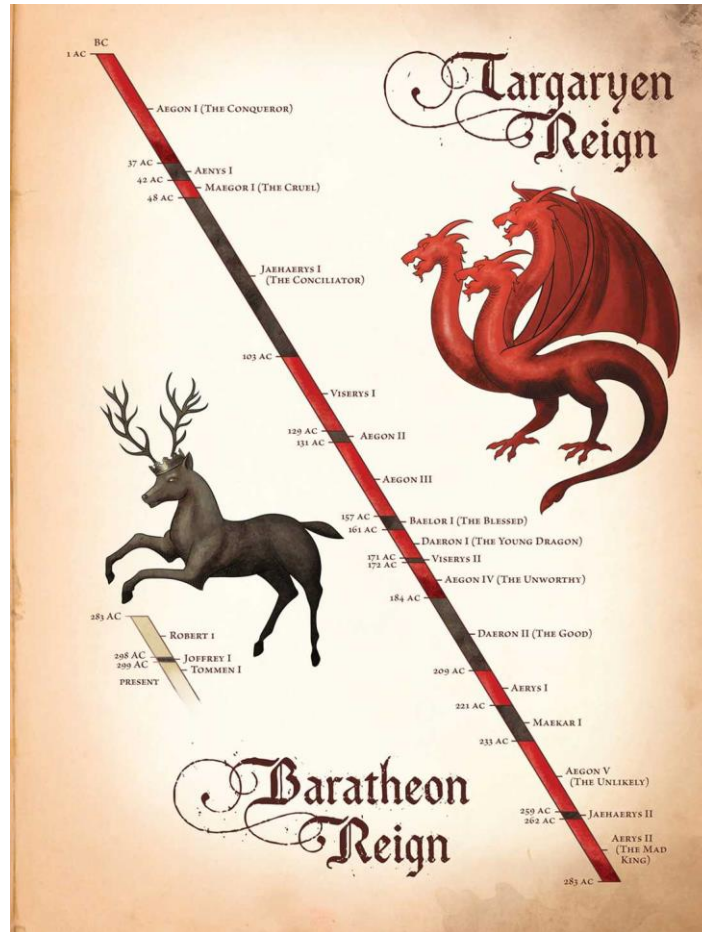 Targaryen
Reign
BC
1 AC
Aegon I (The Conqueror)
37 AC
Aenys I
42 AC
Maegor I (The Cruel)
48 AC
Jaehaerys I
(The Conciliator)
103 AC
Viserys I
129 AC
Aegon II
131 AC
Aegon III
157 AC
Baelor I (The Blessed)
161 AC
Daeron I (The Young Dragon)
171 AC
Viserys II
172 AC
Aegon IV (The Unworthy)
184 AC
Daeron II (The Good)
209 AC
Aerys I
221 AC
Maekar I
233 AC
Aegon V
(The Unlikely)
259 AC
Jaehaerys II
262 AC
Aerys II
(The Mad
King)
283 AC
283 AC
Robert I
298 AC
Joffrey I
299 AC
Tommen I
present
Baratheon
Reign